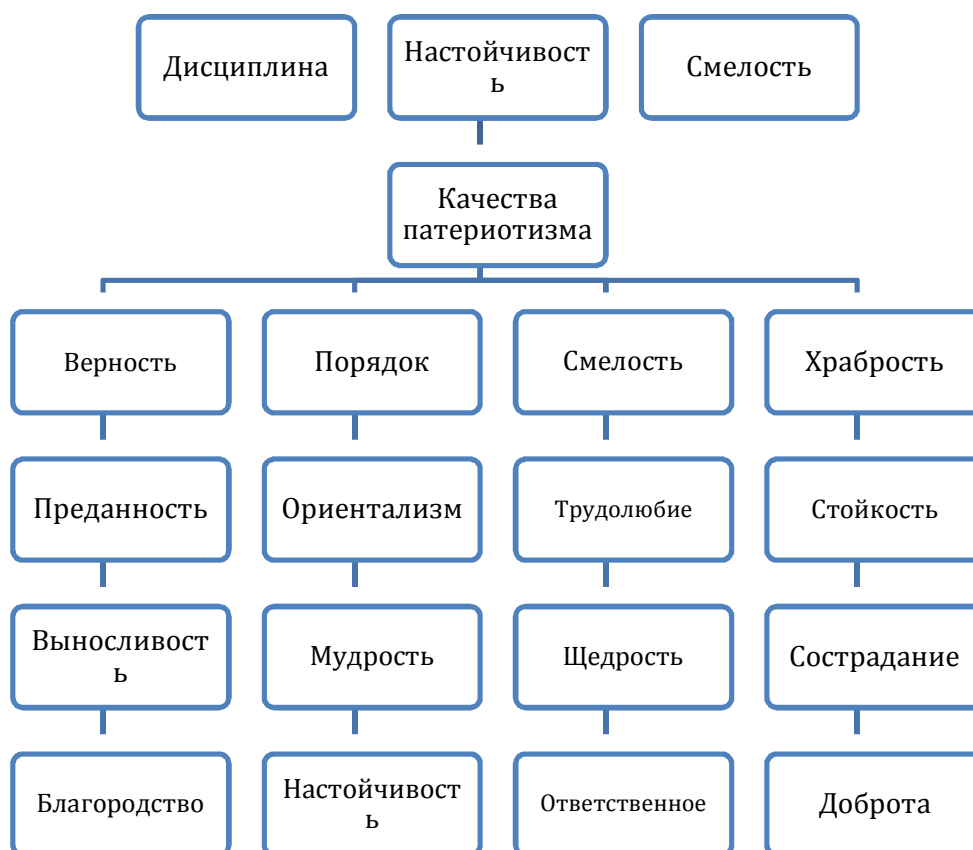 Дисциплина
Настойчивост
ь
Смелость
Качества
патериотизма
Верность
Порядок
Смелость
Храбрость
Преданность
Ориентализм
Трудолюбие
Стойкость
Выносливост
ь
Мудрость
Щедрость
Сострадание
Благородство
Настойчивост
ь
Ответственное
Доброта